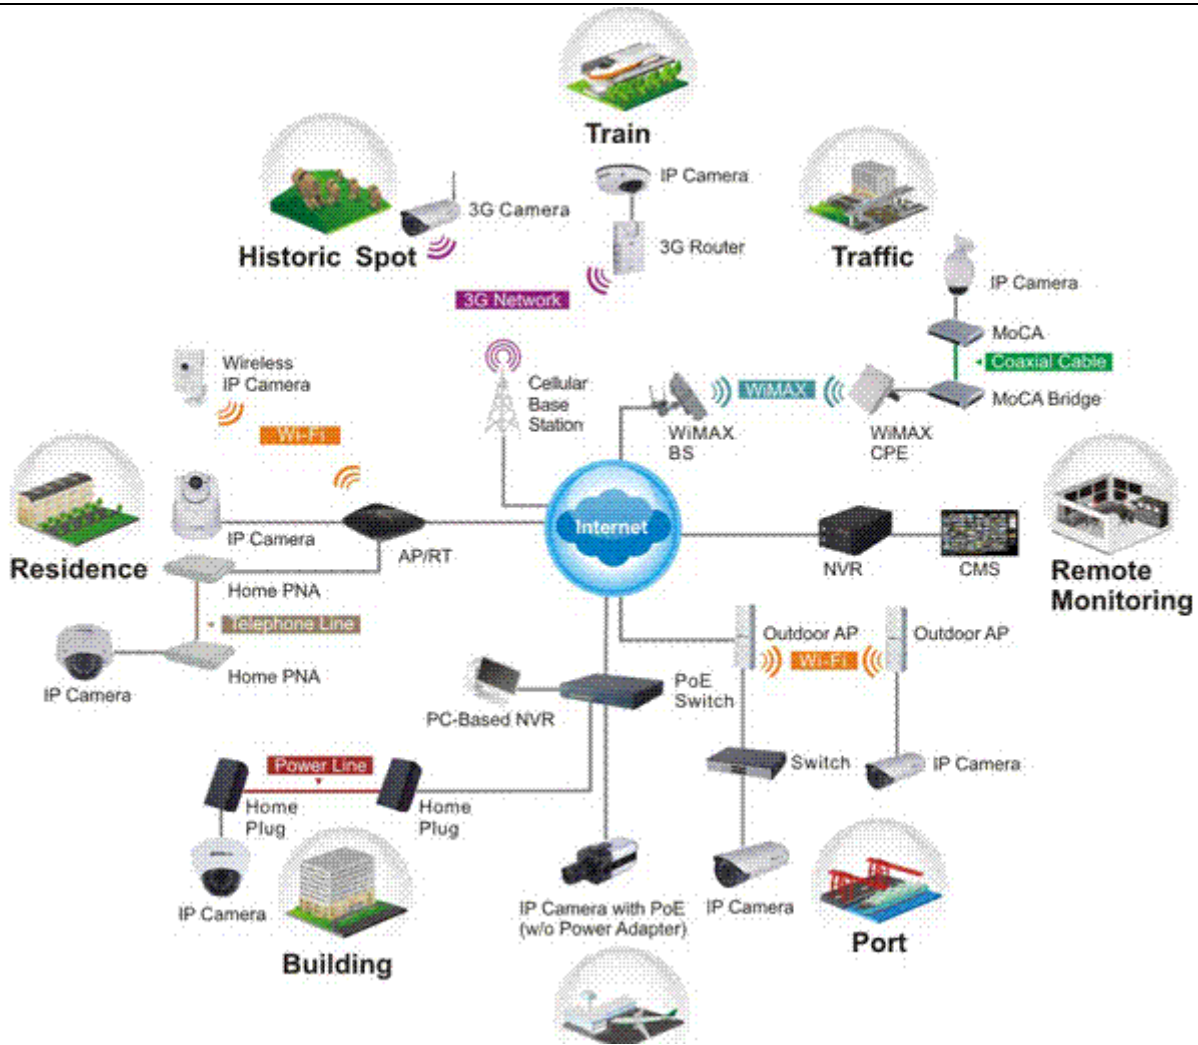 Train
IP Camera
3G Camera
3G Router
Historic Spot
Traffic
IP Camera
3G Network
MoCA
Coaxial Cable
Wireless
IP Camera
Cellular
Base
Station
WiMAX
MoCA Bridge
WiMAX
BS
WiMAX
CPE
Wi-Fi
Internet
IP Camera
AP/RT
NVR
CMS
Residence
Remote
Monitoring
Home PNA
Telephone Line
Outdoor AP
Outdoor AP
Wi-Fi
Home PNA
IP Camera
PoE
Switch
PC-Based NVR
Power Line
Switch
IP Camera
Home
Plug
Home
Plug
IP Camera
IP Camera with PoE
(w/o Power Adapter)
IP Camera
Port
Building